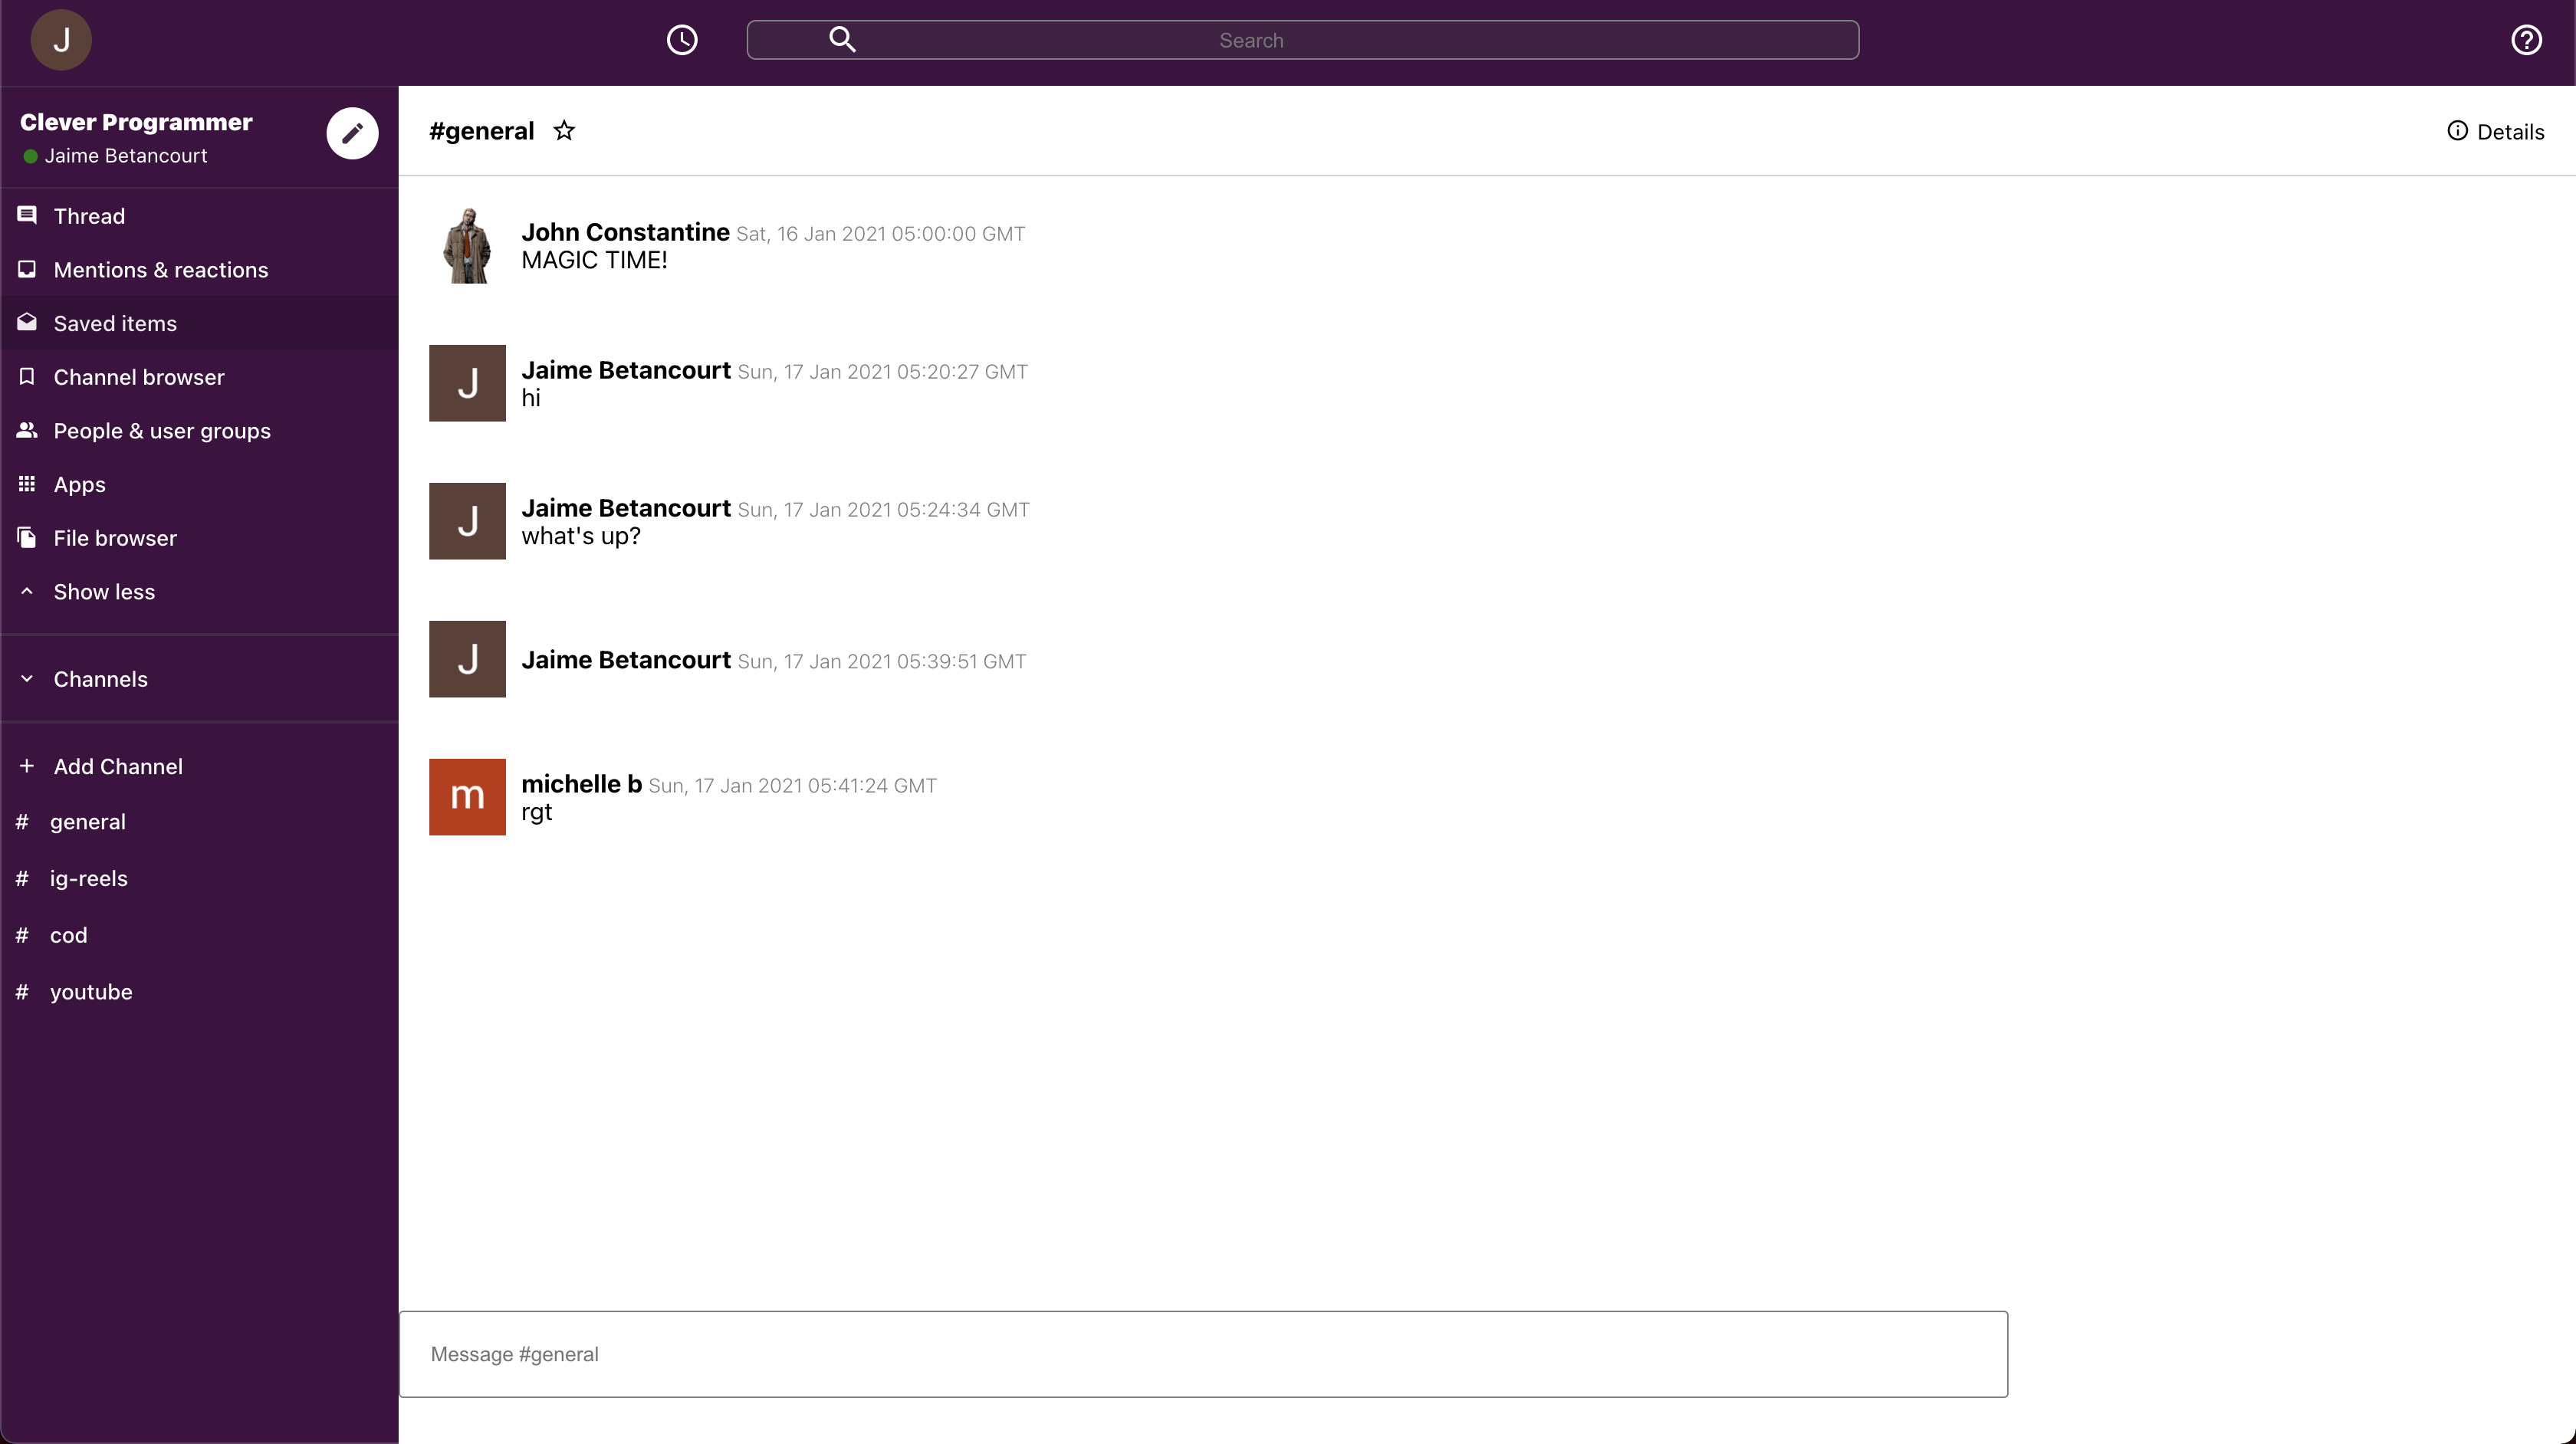 J
Search
Clever Programmer
Jaime Betancourt
Thread
Mentions & reactions
Saved items
Channel browser
People & user groups
Apps
File browser
Show less
Channels
Add Channel
# general
# ig-reels
# cod
# youtube
#general
Details
John Constantine Sat, 16 Jan 2021 05:00:00 GMT
MAGIC TIME!
J
Jaime Betancourt Sun, 17 Jan 2021 05:20:27 GMT
hi
J
Jaime Betancourt Sun, 17 Jan 2021 05:24:34 GMT
what's up?
J
Jaime Betancourt Sun, 17 Jan 2021 05:39:51 GMT
m
michelle b Sun, 17 Jan 2021 05:41:24 GMT
rgt
Message #general